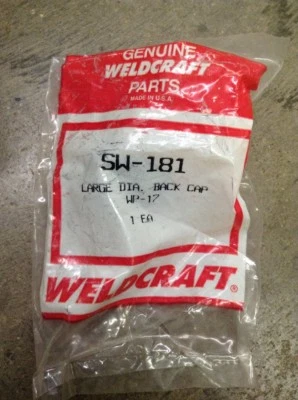 GENUINE
WELDCRAFT
PARTS
MADE IN U.S.A.
SW-181
LARGE DIA. BACK CAP
WP-17
1 EA
WELDCRAFT®